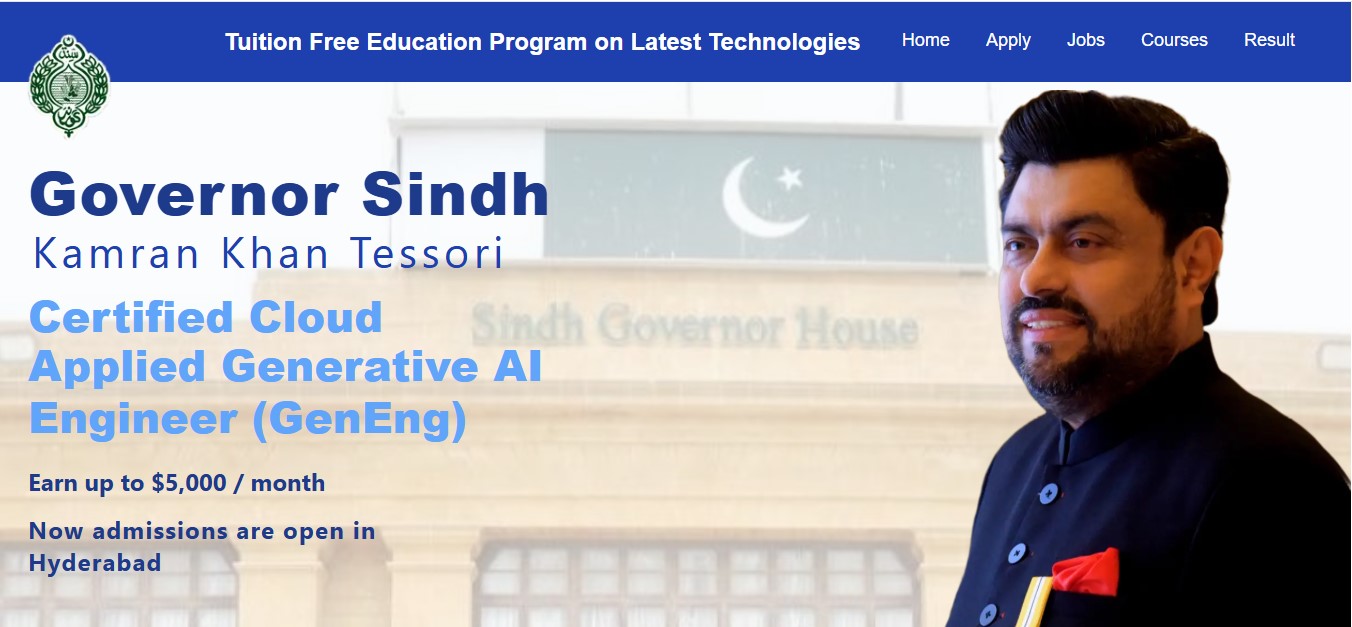 Tuition Free Education Program on Latest Technologies
Home
Apply
Jobs
Courses
Result
Governor Sindh
Kamran Khan Tessori
Certified Cloud
Applied Generative AI
Engineer (GenEng)
Earn up to $5,000 / month
Now admissions are open in
Hyderabad
Sindh Governor House